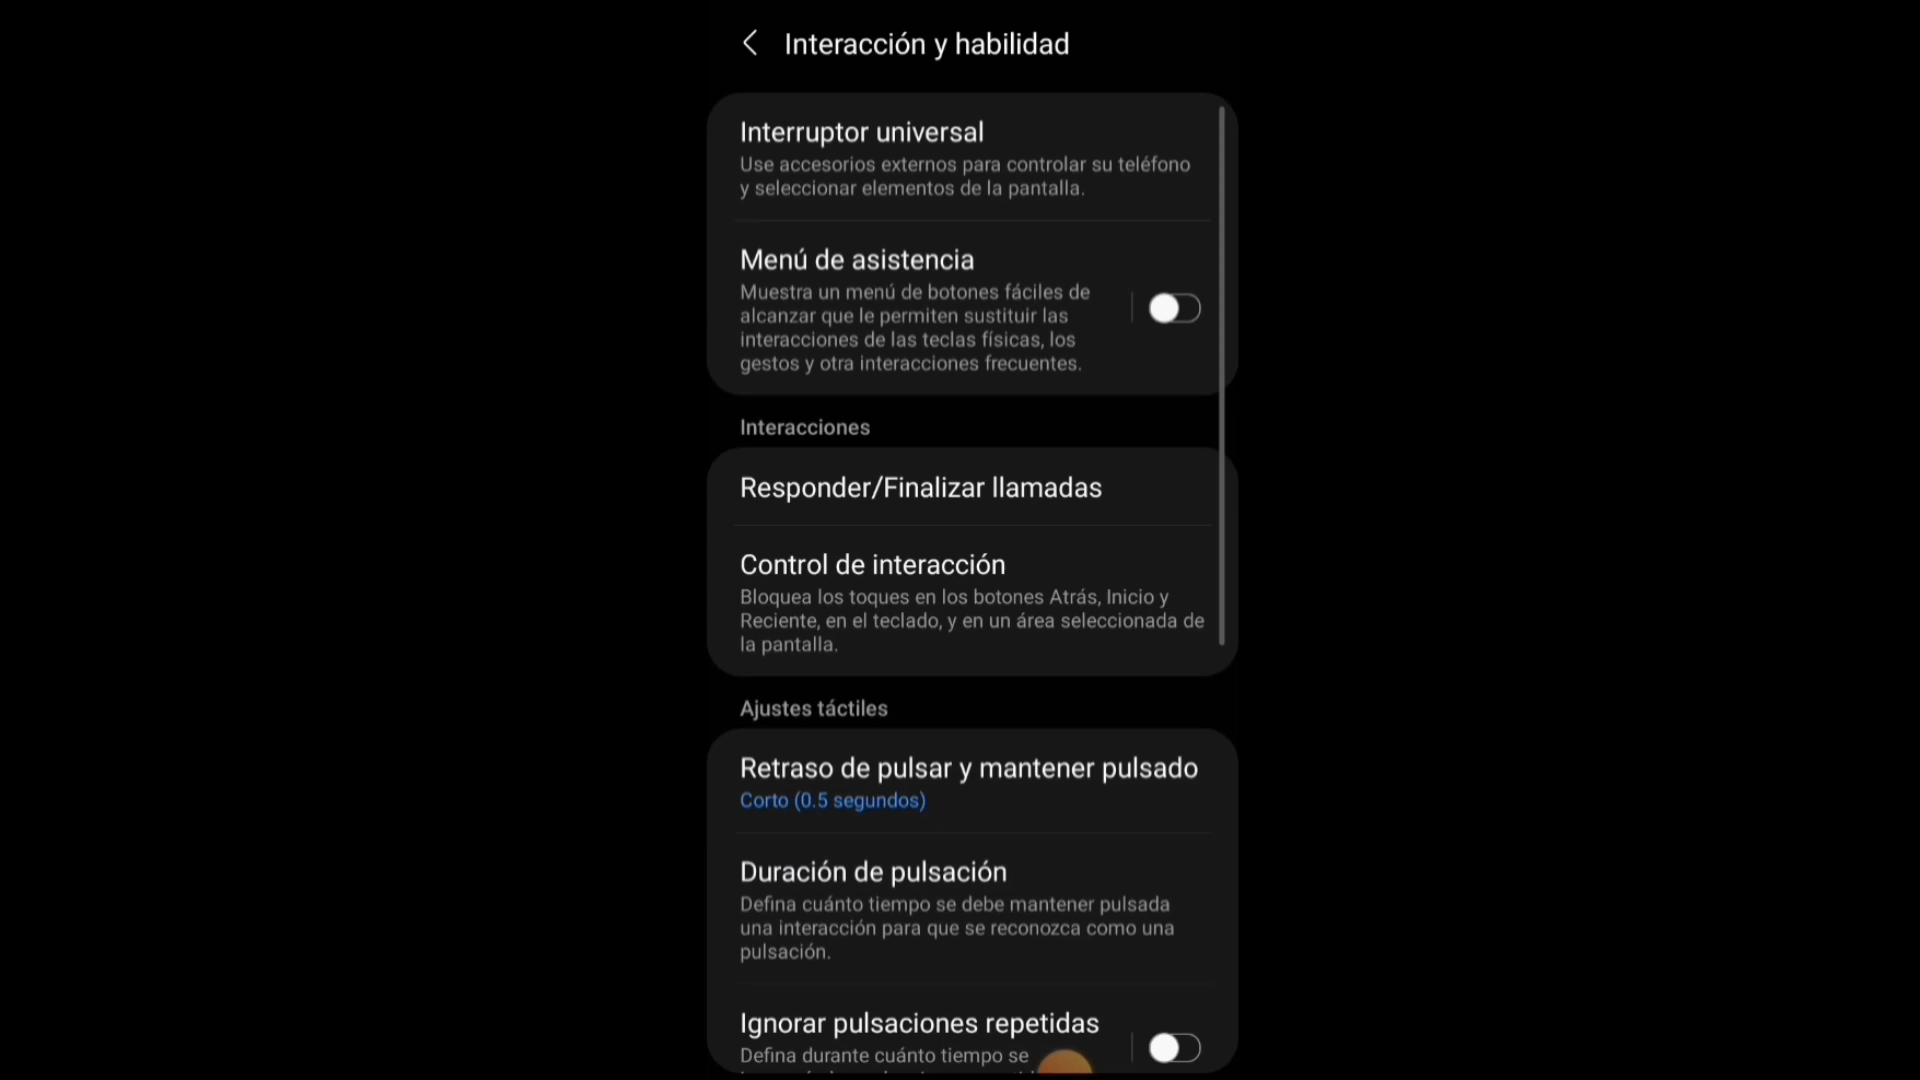 Interacción y habilidad
Interruptor universal
Use accesorios externos para controlar su teléfono
y seleccionar elementos de la pantalla.
Menú de asistencia
Muestra un menú de botones fáciles de
alcanzar que le permiten sustituir las
interacciones de las teclas físicas, los
gestos y otra interacciones frecuentes.
Interacciones
Responder/Finalizar llamadas
Control de interacción
Bloquea los toques en los botones Atrás, Inicio y
Reciente, en el teclado, y en un área seleccionada de
la pantalla.
Ajustes táctiles
Retraso de pulsar y mantener pulsado
Corto (0.5 segundos)
Duración de pulsación
Defina cuánto tiempo se debe mantener pulsada
una interacción para que se reconozca como una
pulsación.
Ignorar pulsaciones repetidas
Defina durante cuánto tiempo se